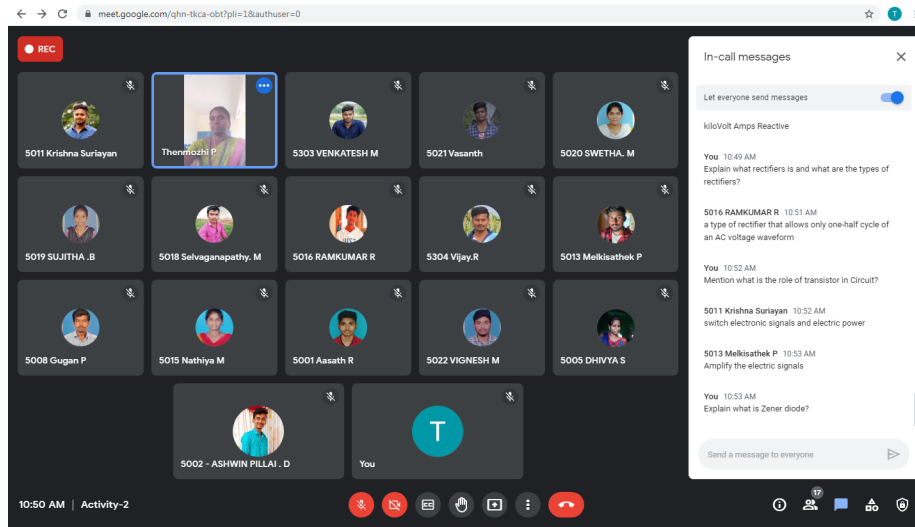 meet.google.com/qhn-tkca-obt?pli=1&authuser=0
T
REC
5011 Krishna Suriayan
Thenmozhi P
5303 VENKATESH M
5021 Vasanth
5020 SWETHA. M
5019 SUJITHA .B
5018 Selvaganapathy. M
5016 RAMKUMAR R
5304 Vijay.R
5013 Melkisathek P
5008 Gugan P
5015 Nathiya M
5001 Aasath R
5022 VIGNESH M
5005 DHIVYA S
5002 - ASHWIN PILLAI . D
T
You
In-call messages
Let everyone send messages
kiloVolt Amps Reactive
You 10:49 AM
Explain what rectifiers is and what are the types of
rectifiers?
5016 RAMKUMAR R 10:51 AM
a type of rectifier that allows only one-half cycle of
an AC voltage waveform
You 10:52 AM
Mention what is the role of transistor in Circuit?
5011 Krishna Suriayan 10:52 AM
switch electronic signals and electric power
5013 Melkisathek P 10:53 AM
Amplify the electric signals
You 10:53 AM
Explain what is Zener diode?
Send a message to everyone
10:50 AM | Activity-2
CC
17